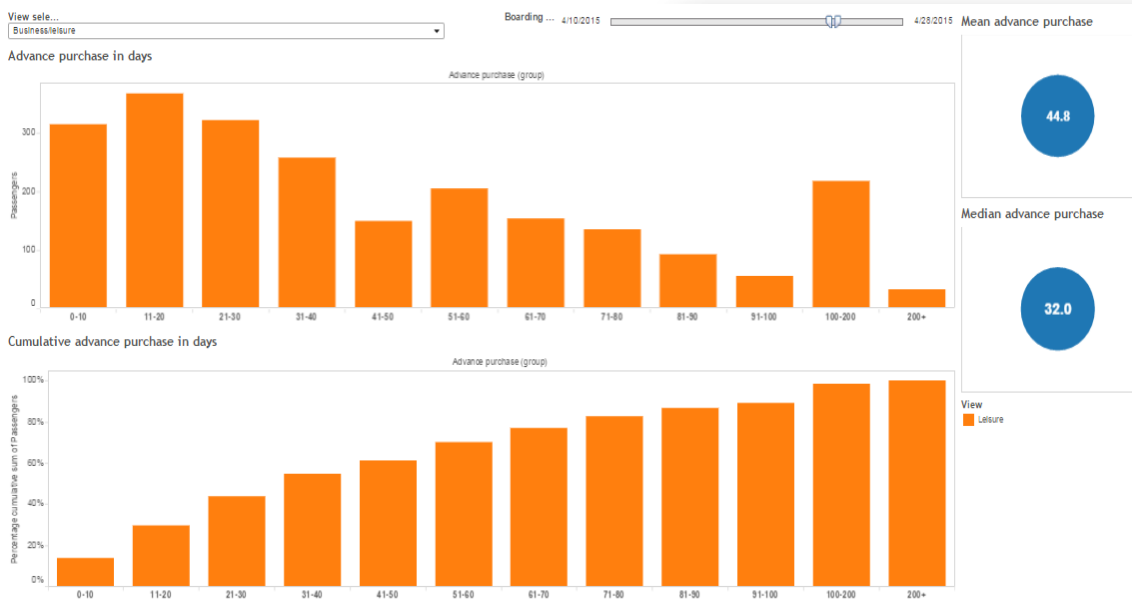 View sele...
Business/leisure
Boarding ... 4/10/2015 4/28/2015
Mean advance purchase
44.8
Advance purchase in days
Advance purchase (group)
Passengers
300
200
100
0
0-10 11-20 21-30 31-40 41-50 51-60 61-70 71-80 81-90 91-100 100-200 200+
Median advance purchase
32.0
Cumulative advance purchase in days
Advance purchase (group)
Percentage cumulative sum of Passengers
100%
80%
60%
40%
20%
0%
0-10 11-20 21-30 31-40 41-50 51-60 61-70 71-80 81-90 91-100 100-200 200+
View
Leisure